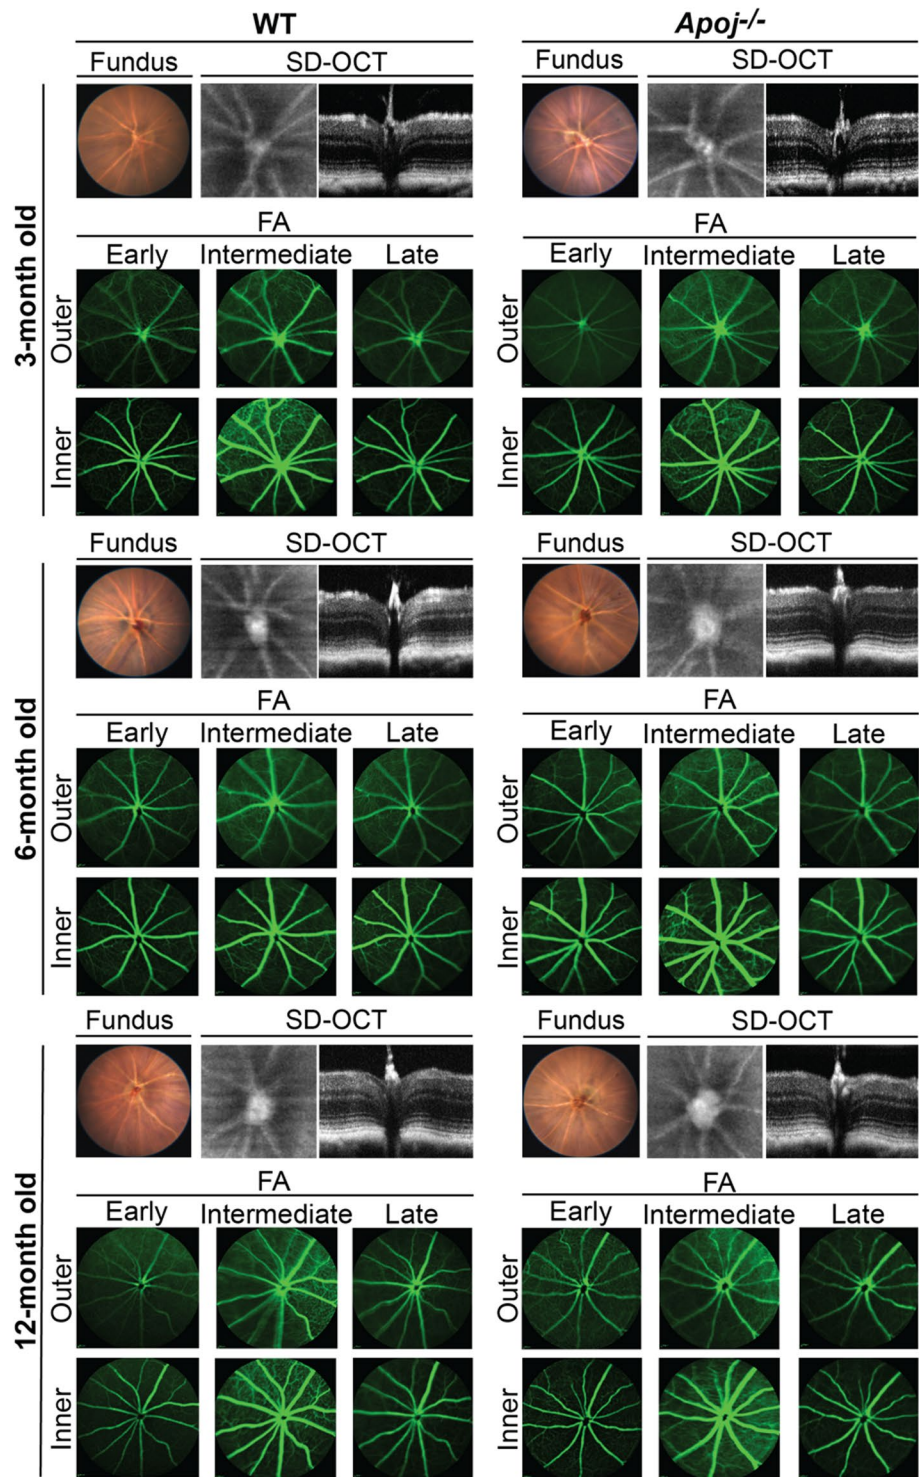 WT Apoj-/-
Fundus SD-OCT Fundus SD-OCT
3-month old
FA FA
Early Intermediate Late Early Intermediate Late
Outer Outer
Inner Inner
Fundus SD-OCT Fundus SD-OCT
6-month old
FA FA
Early Intermediate Late Early Intermediate Late
Outer Outer
Inner Inner
Fundus SD-OCT Fundus SD-OCT
12-month old
FA FA
Early Intermediate Late Early Intermediate Late
Outer Outer
Inner Inner